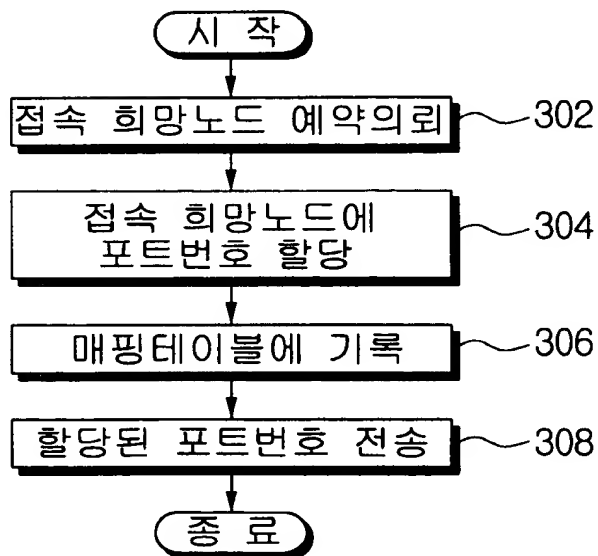 시 작
접속 희망노드 예약의뢰
302
접속 희망노드에
포트번호 할당
304
매핑테이블에 기록
306
할당된 포트번호 전송
308
종 료